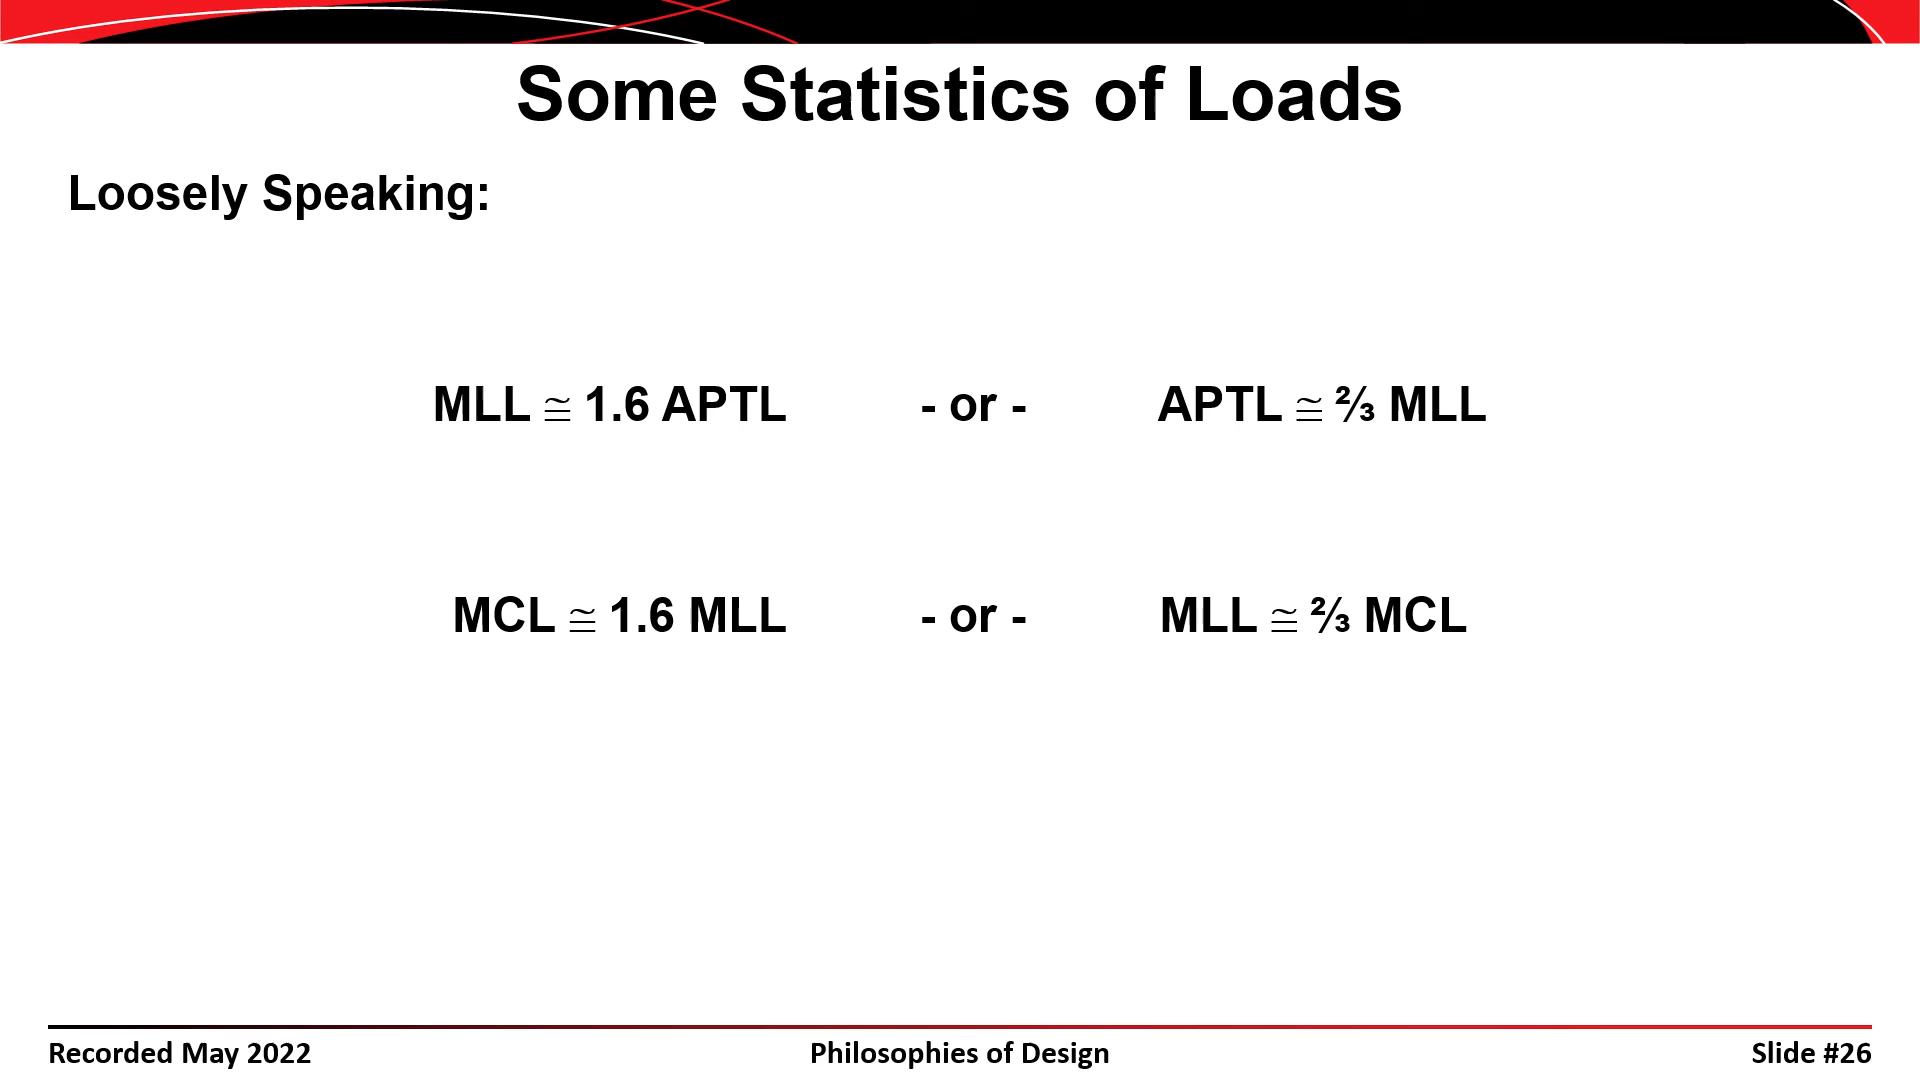 Some Statistics of Loads
Loosely Speaking:
MLL ≅ 1.6 APTL - or - APTL ≅ ⅔ MLL
MCL ≅ 1.6 MLL - or - MLL ≅ ⅔ MCL
Recorded May 2022 Philosophies of Design Slide #26